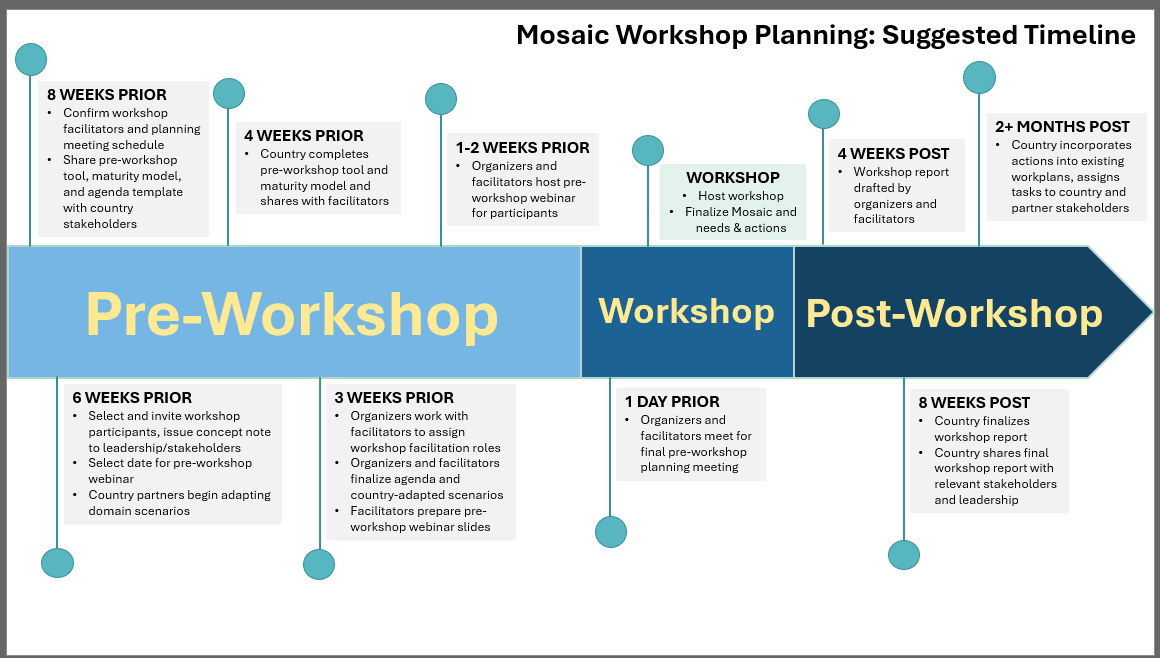 Mosaic Workshop Planning: Suggested Timeline
8 WEEKS PRIOR
• Confirm workshop
facilitators and planning
meeting schedule
• Share pre-workshop
tool, maturity model,
and agenda template
with country
stakeholders
4 WEEKS PRIOR
• Country completes
pre-workshop tool and
maturity model and
shares with facilitators
1-2 WEEKS PRIOR
• Organizers and
facilitators host pre-
workshop webinar
for participants
WORKSHOP
• Host workshop
• Finalize Mosaic and
needs & actions
4 WEEKS POST
• Workshop report
drafted by
organizers and
facilitators
2+ MONTHS POST
• Country incorporates
actions into existing
workplans, assigns
tasks to country and
partner stakeholders
Pre-Workshop
Workshop
Post-Workshop
6 WEEKS PRIOR
• Select and invite workshop
participants, issue concept note
to leadership/stakeholders
• Select date for pre-workshop
webinar
• Country partners begin adapting
domain scenarios
3 WEEKS PRIOR
• Organizers work with
facilitators to assign
workshop facilitation roles
• Organizers and facilitators
finalize agenda and
country-adapted scenarios
• Facilitators prepare pre-
workshop webinar slides
1 DAY PRIOR
• Organizers and
facilitators meet for
final pre-workshop
planning meeting
8 WEEKS POST
• Country finalizes
workshop report
• Country shares final
workshop report with
relevant stakeholders
and leadership